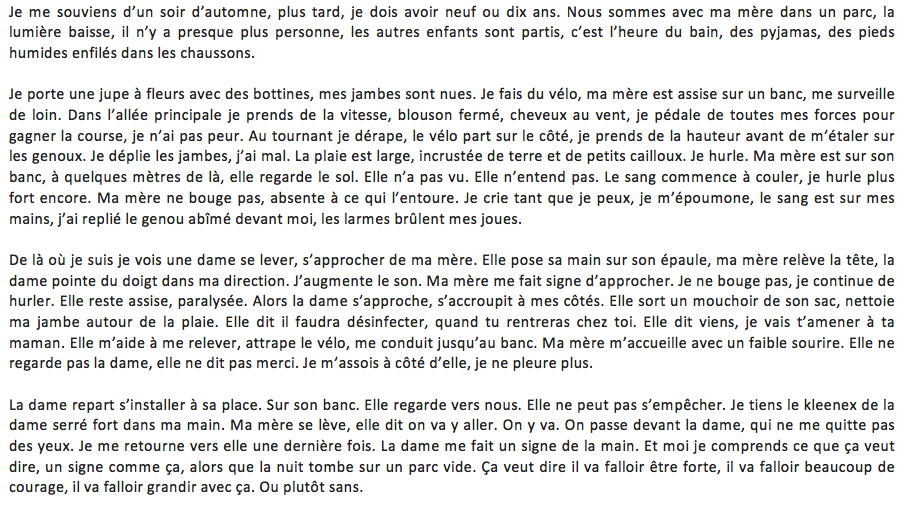 Je me souviens d’un soir d’automne, plus tard, je dois avoir neuf ou dix ans. Nous sommes avec ma mère dans un parc, la
lumière baisse, il n’y a presque plus personne, les autres enfants sont partis, c’est l’heure du bain, des pyjamas, des pieds
humides enfilés dans les chaussons.
Je porte une jupe à fleurs avec des bottines, mes jambes sont nues. Je fais du vélo, ma mère est assise sur un banc, me surveille
de loin. Dans l’allée principale je prends de la vitesse, blouson fermé, cheveux au vent, je pédale de toutes mes forces pour
gagner la course, je n’ai pas peur. Au tournant je dérape, le vélo part sur le côté, je prends de la hauteur avant de m’étaler sur
les genoux. Je déplie les jambes, j’ai mal. La plaie est large, incrustée de terre et de petits cailloux. Je hurle. Ma mère est sur son
banc, à quelques mètres de là, elle regarde le sol. Elle n’a pas vu. Elle n’entend pas. Le sang commence à couler, je hurle plus
fort encore. Ma mère ne bouge pas, absente à ce qui l’entoure. Je crie tant que je peux, je m’époumone, le sang est sur mes
mains, j’ai replié le genou abîmé devant moi, les larmes brûlent mes joues.
De là où je suis je vois une dame se lever, s’approcher de ma mère. Elle pose sa main sur son épaule, ma mère relève la tête, la
dame pointe du doigt dans ma direction. J’augmente le son. Ma mère me fait signe d’approcher. Je ne bouge pas, je continue de
hurler. Elle reste assise, paralysée. Alors la dame s’approche, s’accroupit à mes côtés. Elle sort un mouchoir de son sac, nettoie
ma jambe autour de la plaie. Elle dit il faudra désinfecter, quand tu rentreras chez toi. Elle dit viens, je vais t’amener à ta
maman. Elle m’aide à me relever, attrape le vélo, me conduit jusqu’au banc. Ma mère m’accueille avec un faible sourire. Elle ne
regarde pas la dame, elle ne dit pas merci. Je m’assois à côté d’elle, je ne pleure plus.
La dame repart s’installer à sa place. Sur son banc. Elle regarde vers nous. Elle ne peut pas s’empêcher. Je tiens le kleenex de la
dame serré fort dans ma main. Ma mère se lève, elle dit on va y aller. On y va. On passe devant la dame, qui ne me quitte pas
des yeux. Je me retourne vers elle une dernière fois. La dame me fait un signe de la main. Et moi je comprends ce que ça veut
dire, un signe comme ça, alors que la nuit tombe sur un parc vide. Ça veut dire il va falloir être forte, il va falloir beaucoup de
courage, il va falloir grandir avec ça. Ou plutôt sans.